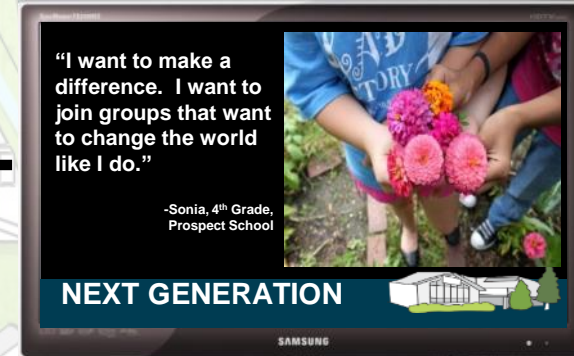 “I want to make a
difference.  I want to
join groups that want
to change the world
like I do.”
-Sonia, 4th Grade,
Prospect School
NEXT GENERATION
SAMSUNG